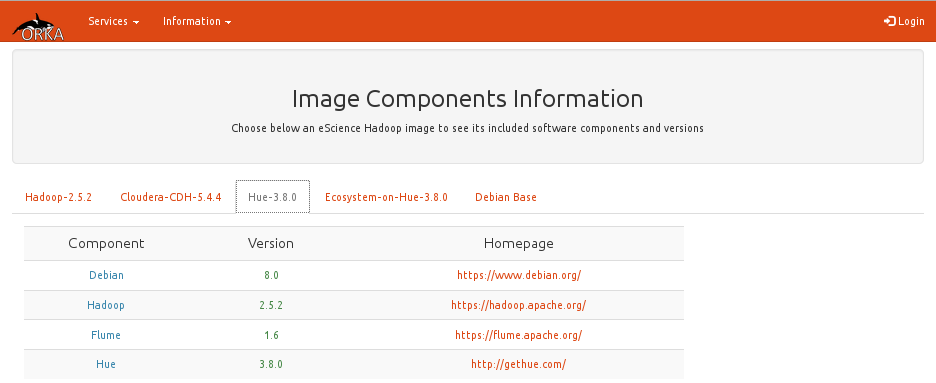 ORKA Services Information Login
Image Components Information
Choose below an eScience Hadoop image to see its included software components and versions
Hadoop-2.5.2 Cloudera-CDH-5.4.4 Hue-3.8.0 Ecosystem-on-Hue-3.8.0 Debian Base
Component Version Homepage
Debian 8.0 https://www.debian.org/
Hadoop 2.5.2 https://hadoop.apache.org/
Flume 1.6 https://flume.apache.org/
Hue 3.8.0 http://gethue.com/